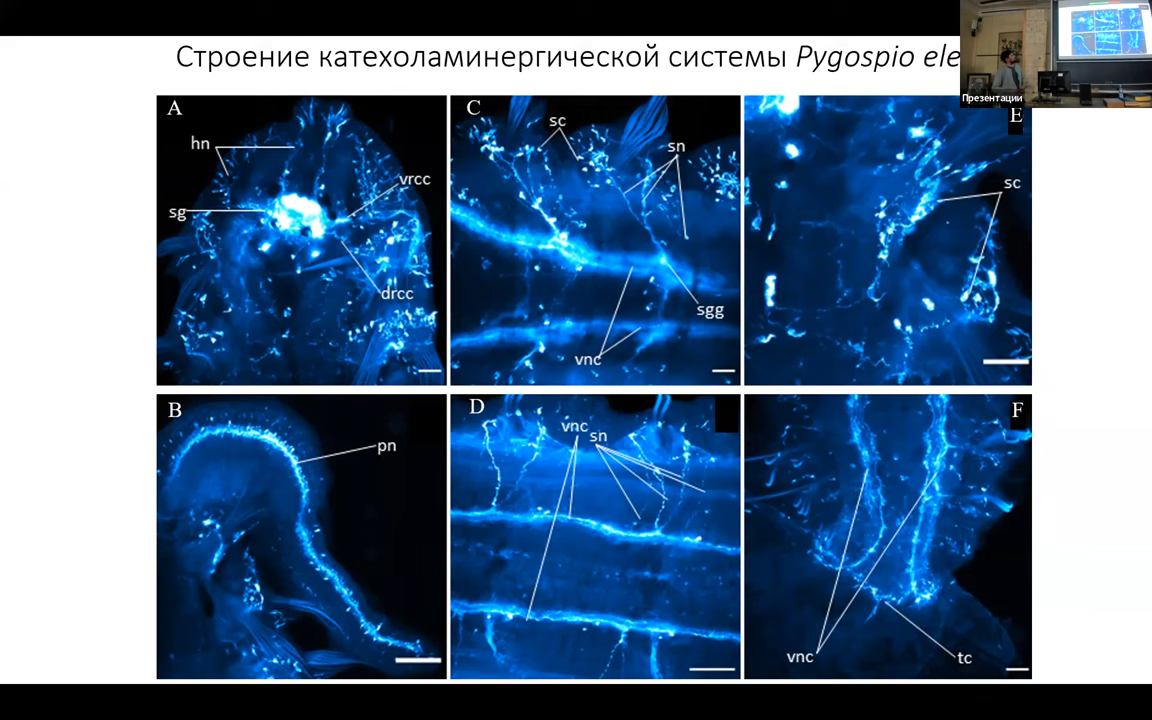 Строение катехоламинергической системы Pygospio ele
Презентации
A
hn
sg
vrcc
drcc
C
sc
sn
sgg
vnc
E
sc
B
pn
D
vnc
sn
F
vnc
tc